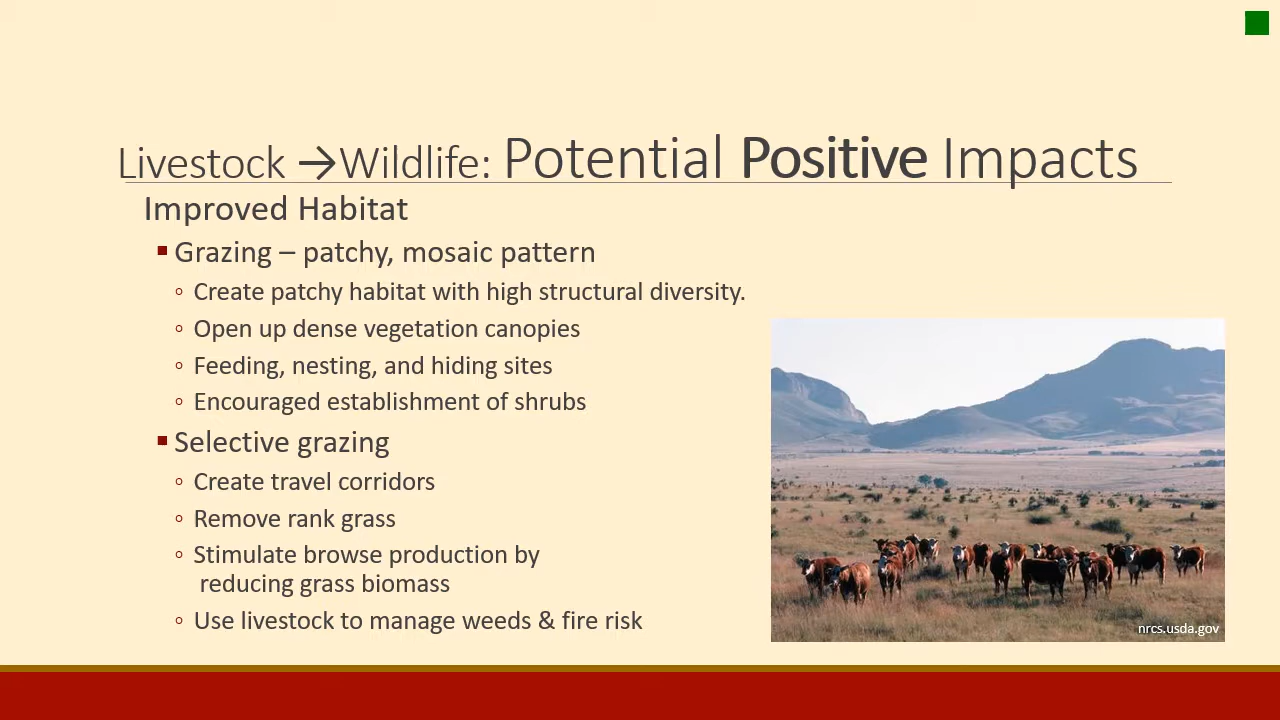 Livestock →Wildlife: Potential Positive Impacts
Improved Habitat
▪ Grazing – patchy, mosaic pattern
◦ Create patchy habitat with high structural diversity.
◦ Open up dense vegetation canopies
◦ Feeding, nesting, and hiding sites
◦ Encouraged establishment of shrubs
▪ Selective grazing
◦ Create travel corridors
◦ Remove rank grass
◦ Stimulate browse production by
reducing grass biomass
◦ Use livestock to manage weeds & fire risk
nrcs.usda.gov